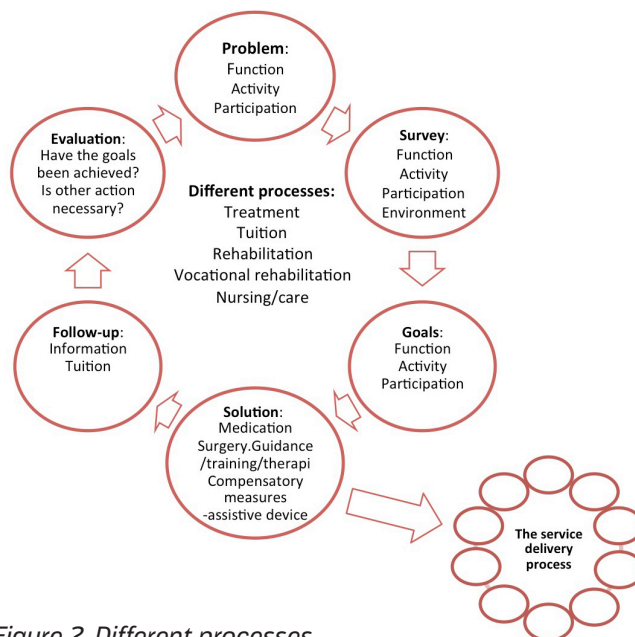 Problem:
Function
Activity
Participation
Survey:
Function
Activity
Participation
Environment
Goals:
Function
Activity
Participation
Solution:
Medication
Surgery.Guidance
/training/therapi
Compensatory
measures
-assistive device
Follow-up:
Information
Tuition
Evaluation:
Have the goals
been achieved?
Is other action
necessary?
Different processes:
Treatment
Tuition
Rehabilitation
Vocational rehabilitation
Nursing/care
The service
delivery
process
Figure 2. Different processes